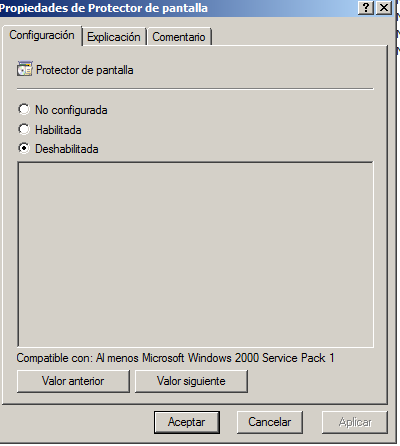 Propiedades de Protector de pantalla
Configuración
Explicación
Comentario
Protector de pantalla
No configurada
Habilitada
Deshabilitada
Compatible con: Al menos Microsoft Windows 2000 Service Pack 1
Valor anterior
Valor siguiente
Aceptar
Cancelar
Aplicar